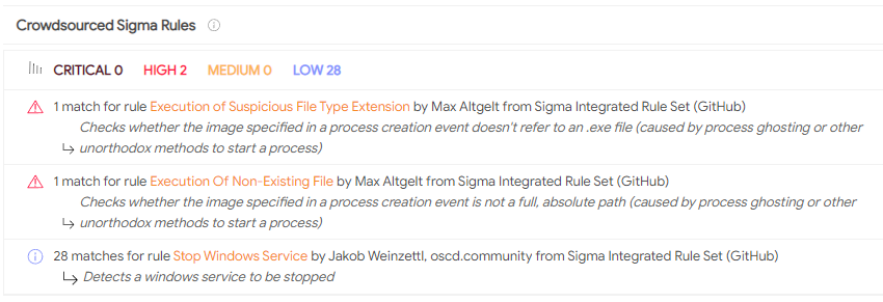 Crowdsourced Sigma Rules
CRITICAL 0 HIGH 2 MEDIUM 0 LOW 28
1 match for rule Execution of Suspicious File Type Extension by Max Altgelt from Sigma Integrated Rule Set (GitHub)
Checks whether the image specified in a process creation event doesn't refer to an .exe file (caused by process ghosting or other
unorthodox methods to start a process)
1 match for rule Execution Of Non-Existing File by Max Altgelt from Sigma Integrated Rule Set (GitHub)
Checks whether the image specified in a process creation event is not a full, absolute path (caused by process ghosting or other
unorthodox methods to start a process)
28 matches for rule Stop Windows Service by Jakob Weinzettl, oscd.community from Sigma Integrated Rule Set (GitHub)
Detects a windows service to be stopped